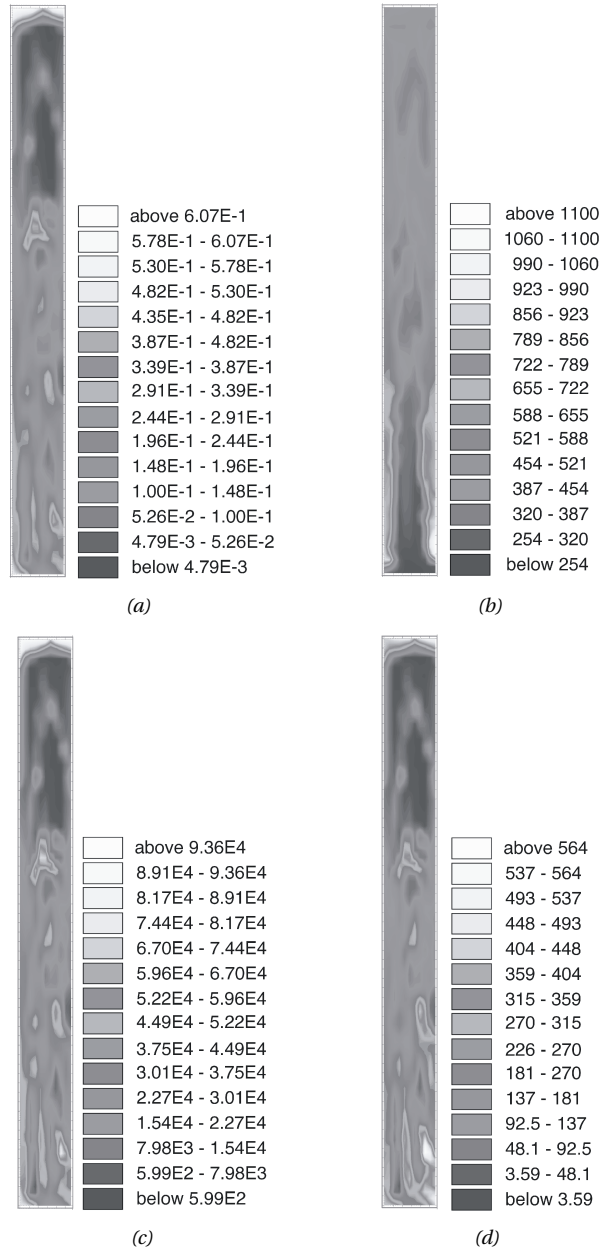 above 6.07E-1
5.78E-1 - 6.07E-1
5.30E-1 - 5.78E-1
4.82E-1 - 5.30E-1
4.35E-1 - 4.82E-1
3.87E-1 - 4.82E-1
3.39E-1 - 3.87E-1
2.91E-1 - 3.39E-1
2.44E-1 - 2.91E-1
1.96E-1 - 2.44E-1
1.48E-1 - 1.96E-1
1.00E-1 - 1.48E-1
5.26E-2 - 1.00E-1
4.79E-3 - 5.26E-2
below 4.79E-3
(a)
above 1100
1060 - 1100
990 - 1060
923 - 990
856 - 923
789 - 856
722 - 789
655 - 722
588 - 655
521 - 588
454 - 521
387 - 454
320 - 387
254 - 320
below 254
(b)
above 9.36E4
8.91E4 - 9.36E4
8.17E4 - 8.91E4
7.44E4 - 8.17E4
6.70E4 - 7.44E4
5.96E4 - 6.70E4
5.22E4 - 5.96E4
4.49E4 - 5.22E4
3.75E4 - 4.49E4
3.01E4 - 3.75E4
2.27E4 - 3.01E4
1.54E4 - 2.27E4
7.98E3 - 1.54E4
5.99E2 - 7.98E3
below 5.99E2
(c)
above 564
537 - 564
493 - 537
448 - 493
404 - 448
359 - 404
315 - 359
270 - 315
226 - 270
181 - 270
137 - 181
92.5 - 137
48.1 - 92.5
3.59 - 48.1
below 3.59
(d)